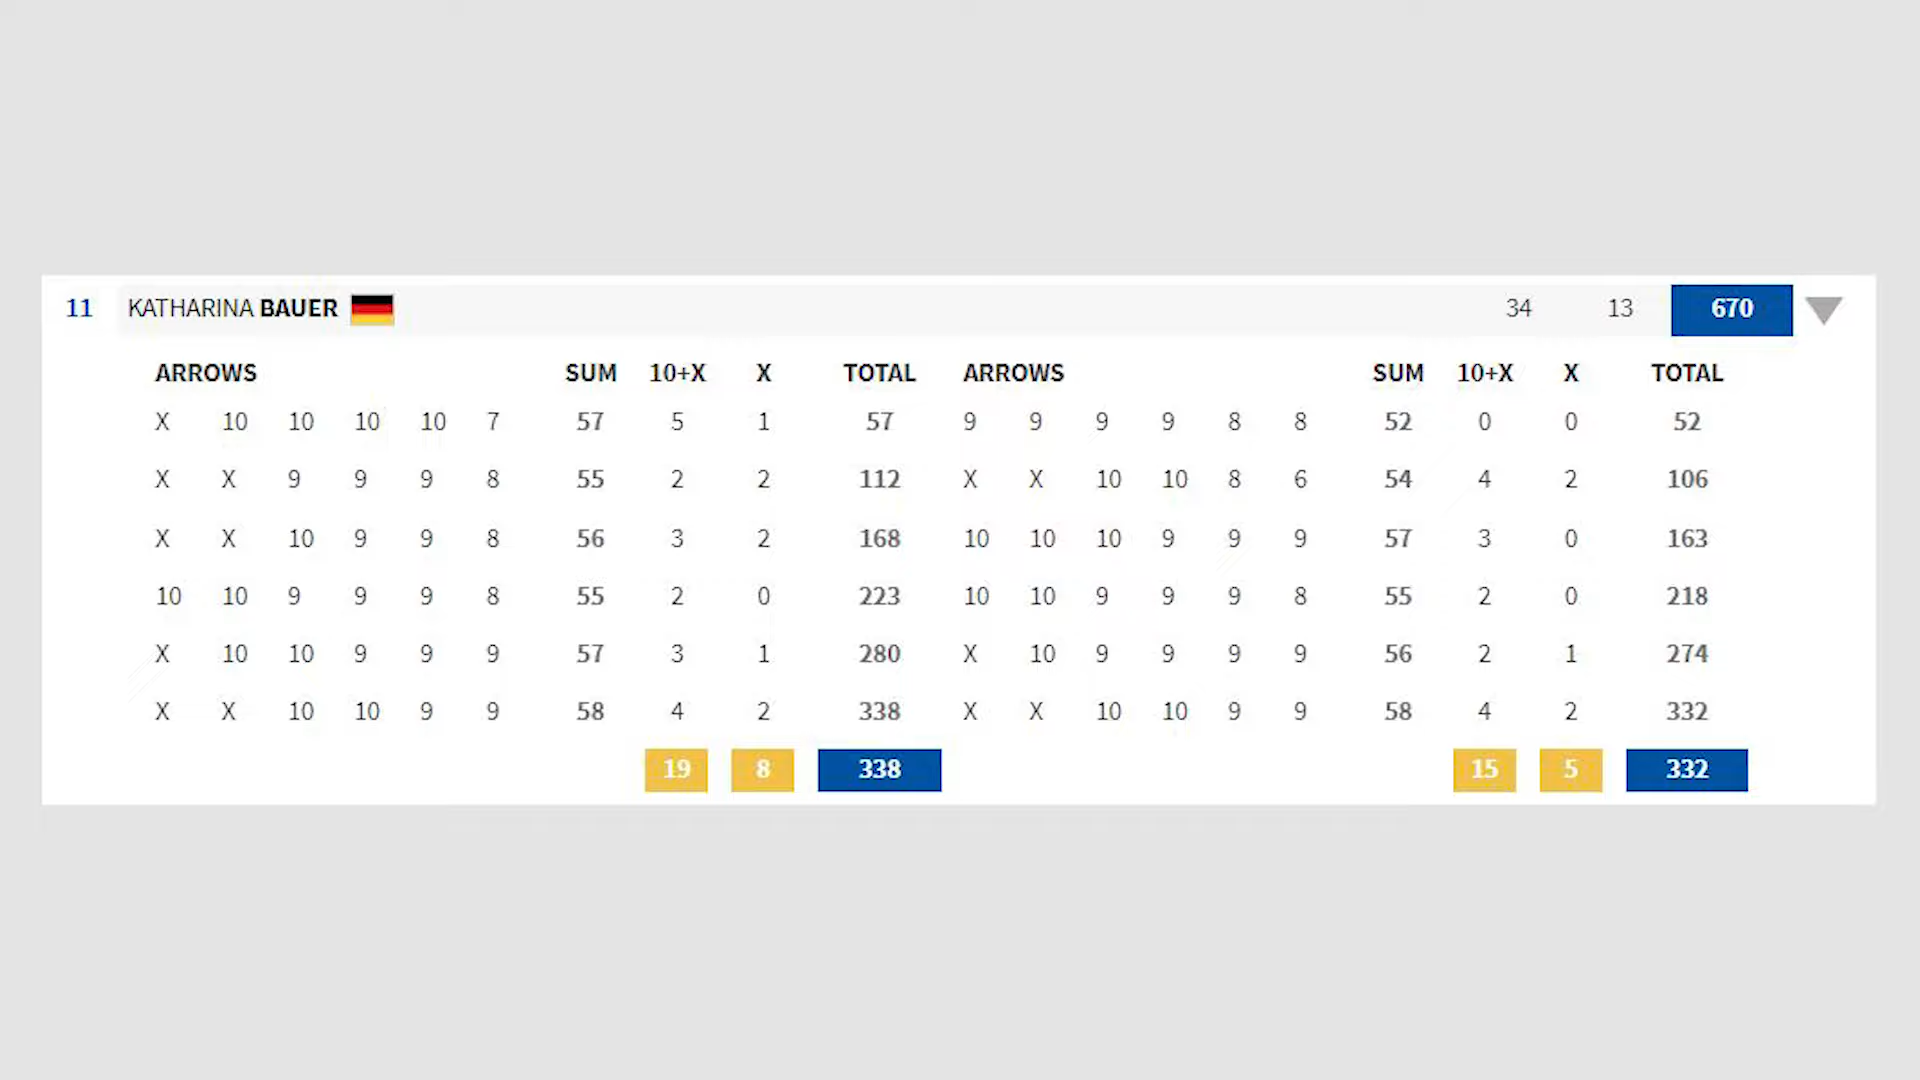 11 KATHARINA BAUER 34 13 670
ARROWS SUM 10+X X TOTAL ARROWS SUM 10+X X TOTAL
X 10 10 10 10 7 57 5 1 57 9 9 9 9 8 8 52 0 0 52
X X 9 9 9 8 55 2 2 112 X X 10 10 8 6 54 4 2 106
X X 10 9 9 8 56 3 2 168 10 10 10 9 9 9 57 3 0 163
10 10 9 9 9 8 55 2 0 223 10 10 9 9 9 8 55 2 0 218
X 10 10 9 9 9 57 3 1 280 X 10 9 9 9 9 56 2 1 274
X X 10 10 9 9 58 4 2 338 X X 10 10 9 9 58 4 2 332
19 8 338 15 5 332